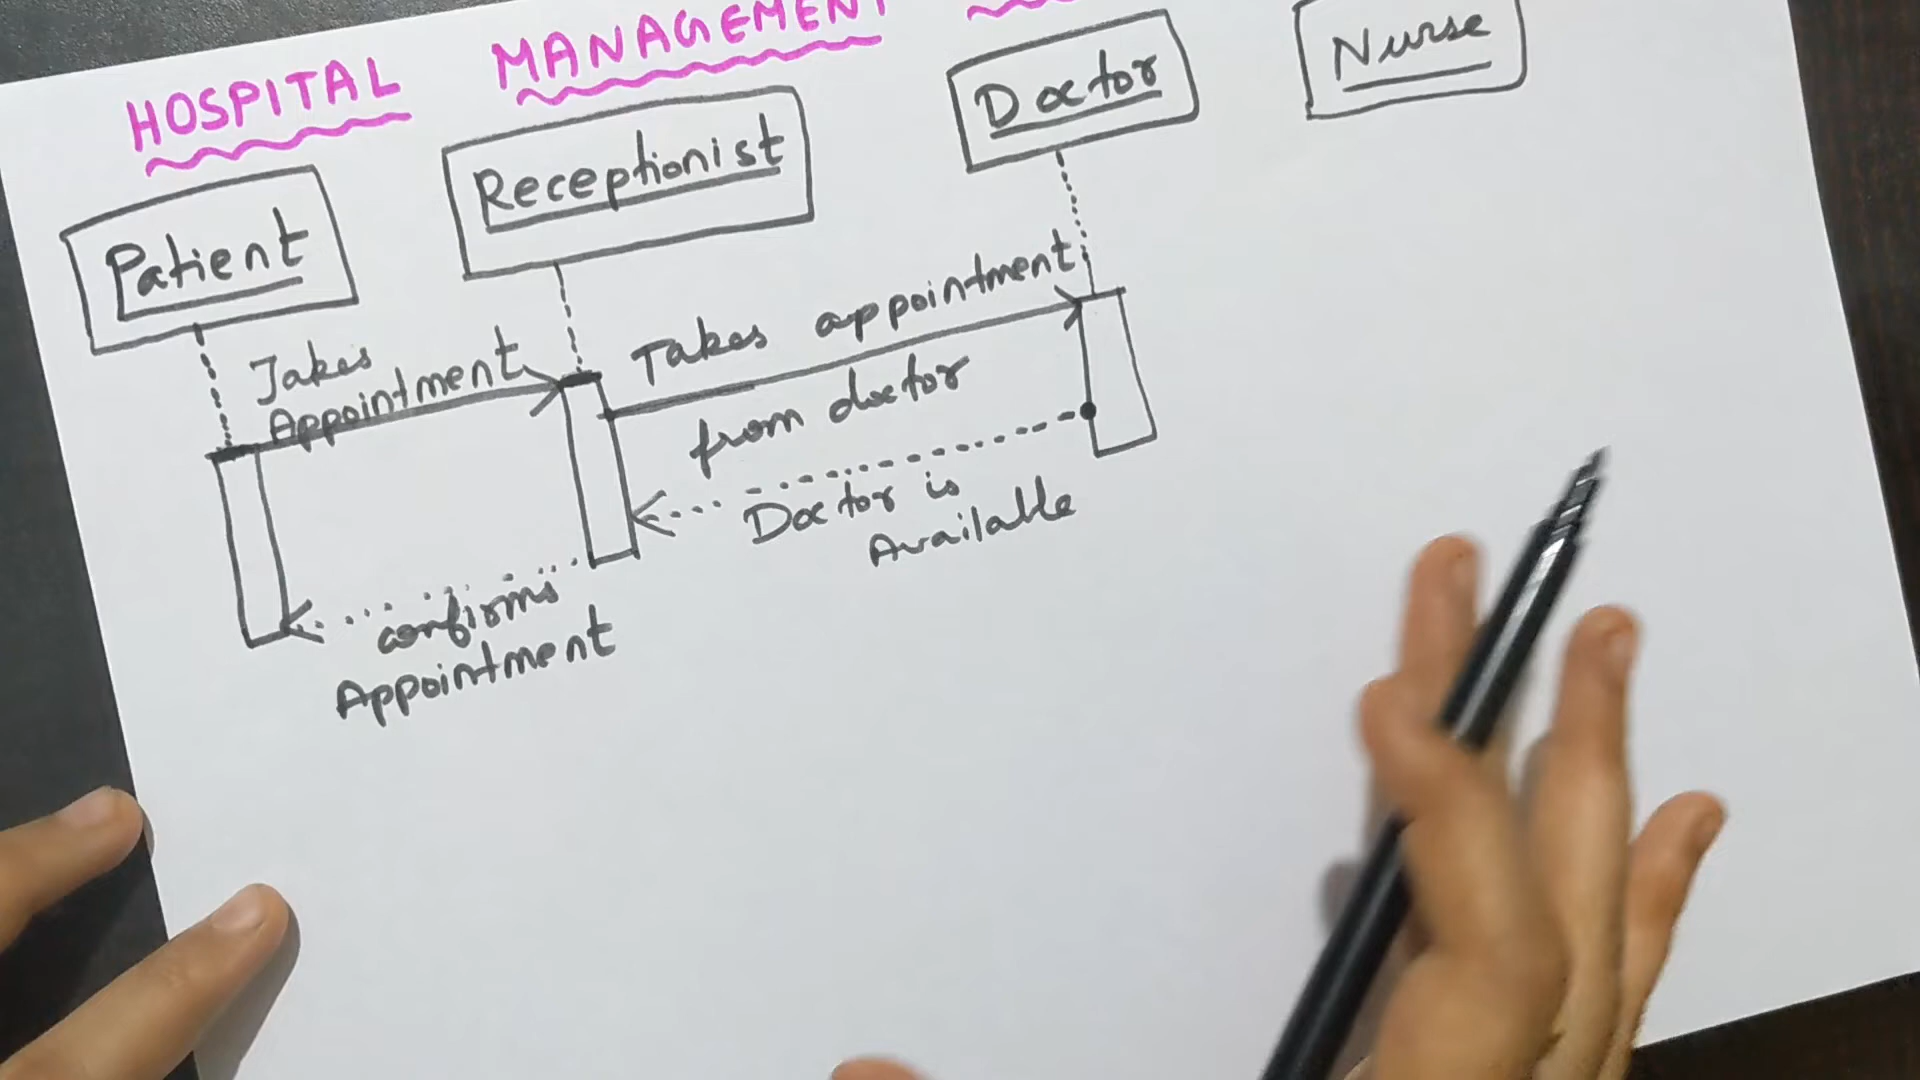 HOSPITAL MANAGEMENT
Patient
Receptionist
Doctor
Nurse
Takes
Appointment
Takes appointment
from doctor
Doctor is
Available
confirms
Appointment